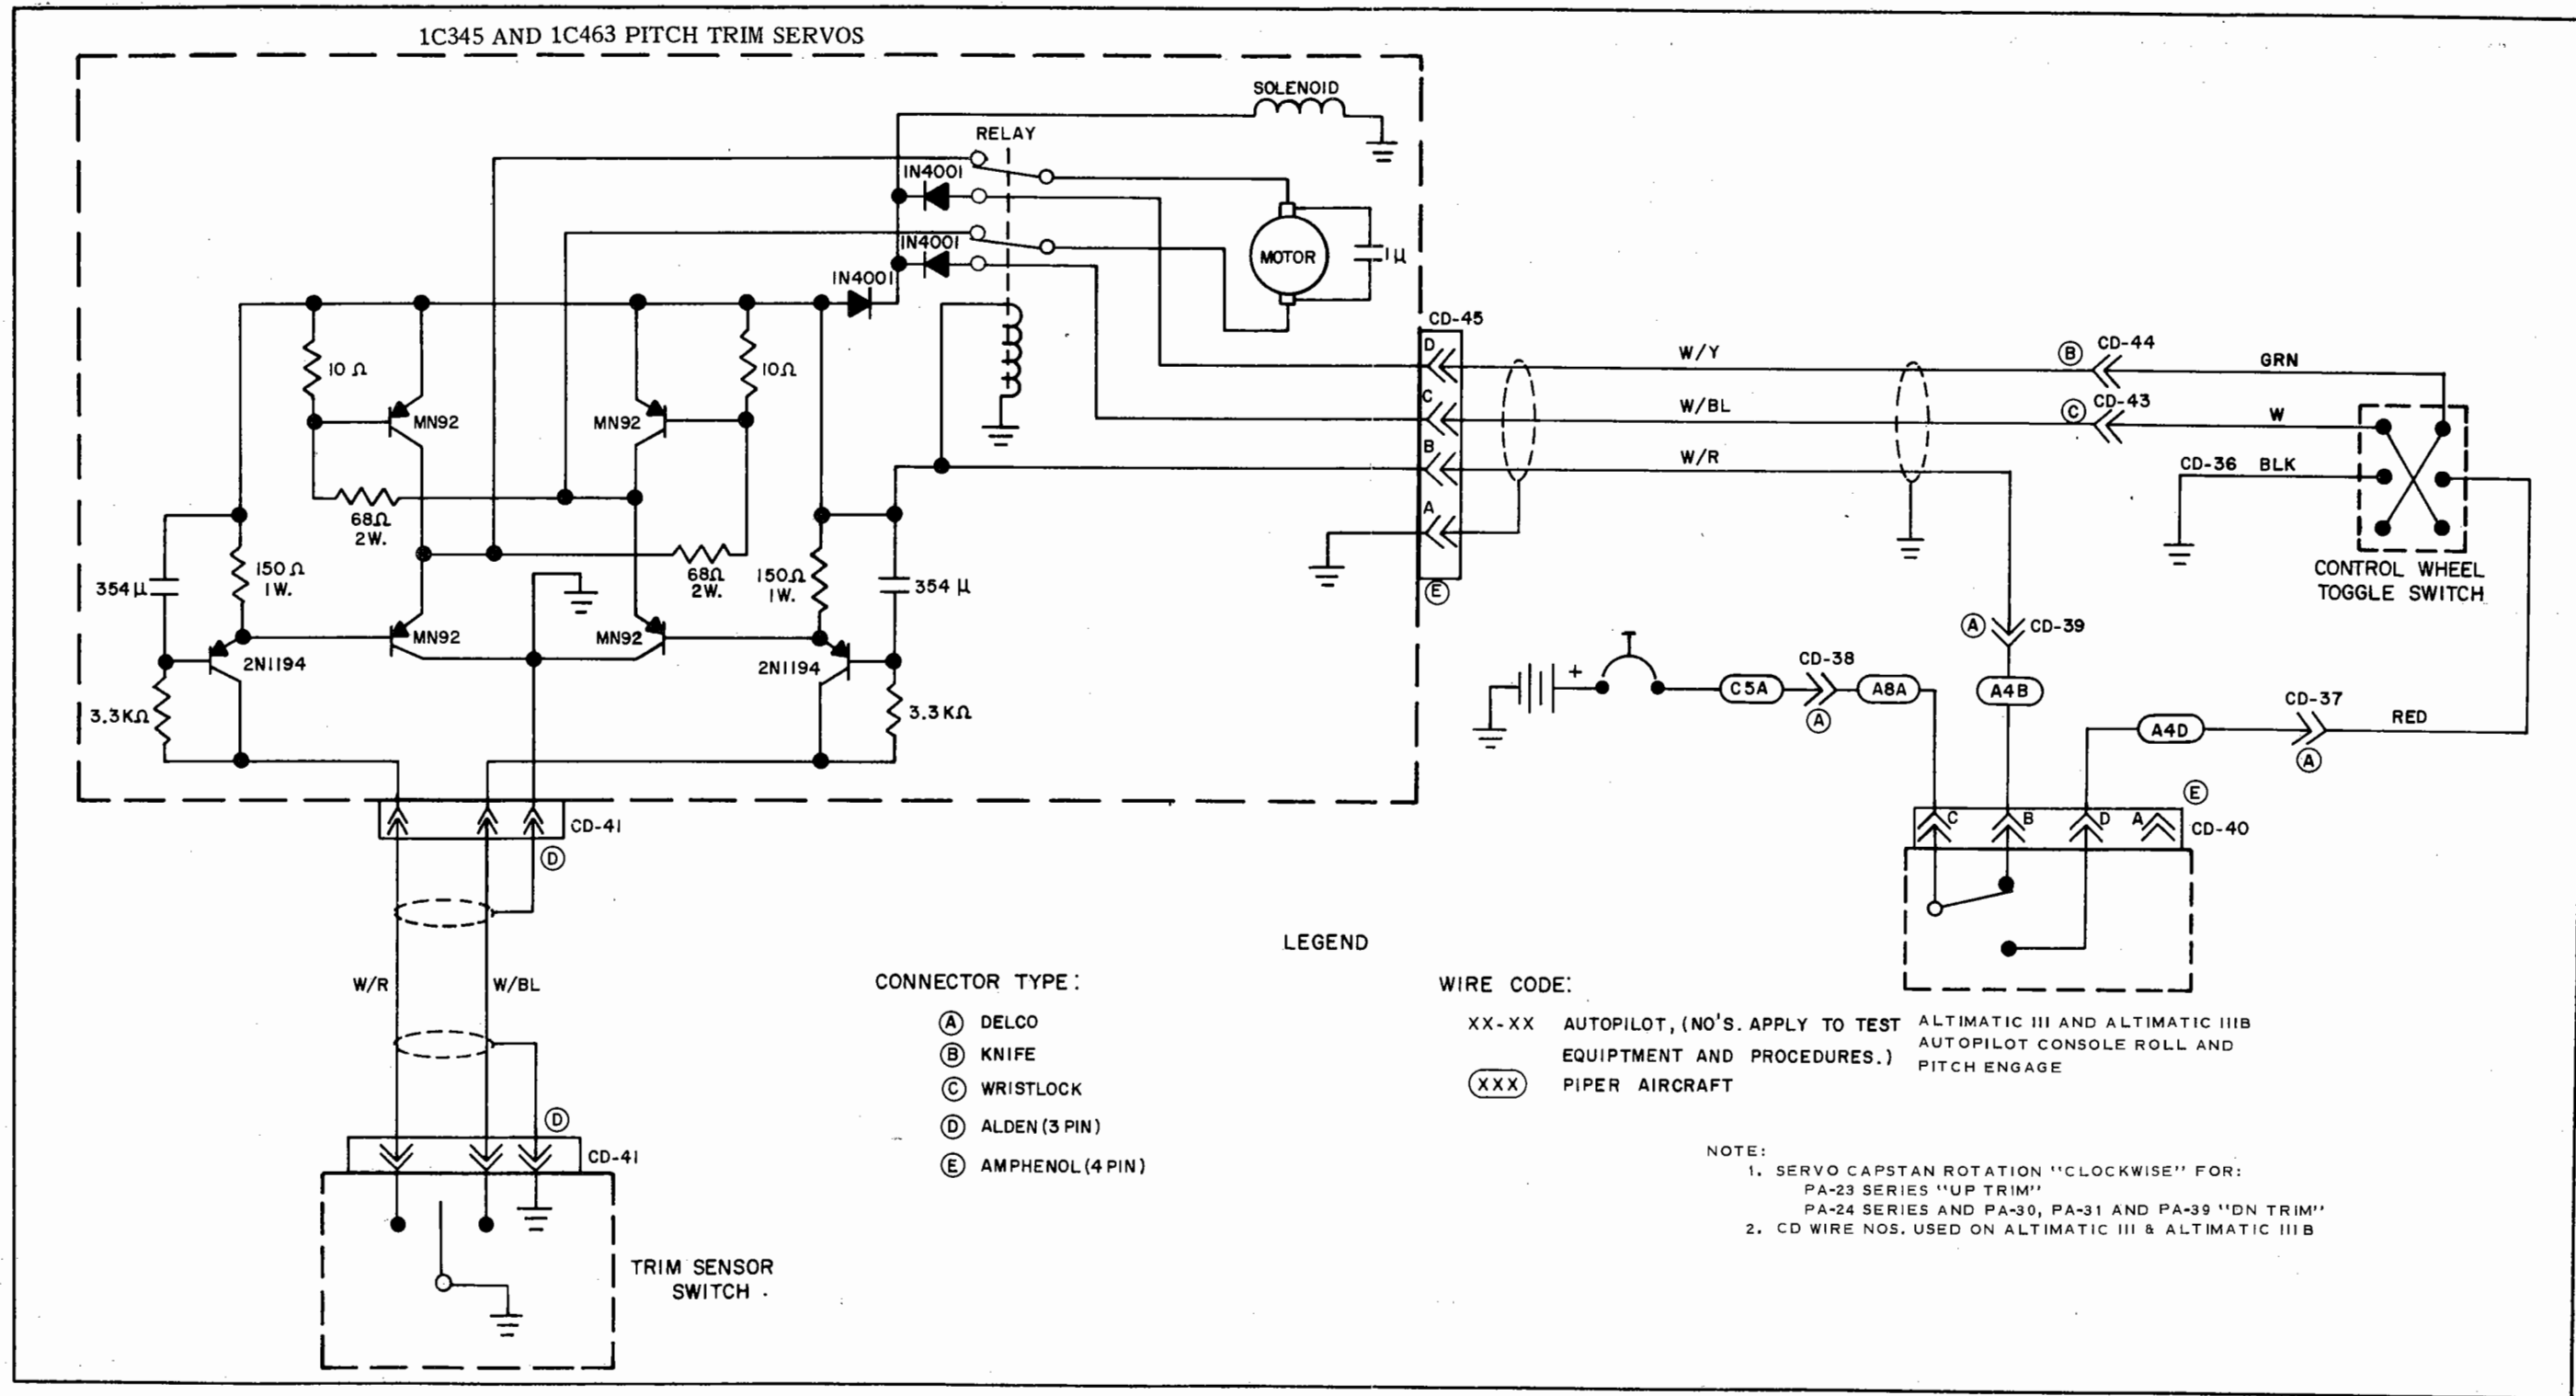 1C345 AND 1C463 PITCH TRIM SERVOS
SOLENOID
RELAY
1N4001
1N4001
1N4001
MOTOR
1μ
10Ω
MN92
MN92
10Ω
68Ω
2W.
68Ω
2W.
354μ
150Ω
1W.
150Ω
1W.
354μ
MN92
MN92
2N1194
2N1194
3.3KΩ
3.3KΩ
CD-45
D
C
B
A
E
W/Y
W/BL
W/R
B
CD-44
GRN
C
CD-43
W
CD-36 BLK
CONTROL WHEEL
TOGGLE SWITCH
A
CD-39
A4B
+
C5A
CD-38
A
A8A
A4D
CD-37
A
RED
E
C
B
D
A
CD-40
CD-41
D
W/R
W/BL
D
CD-41
TRIM SENSOR
SWITCH
LEGEND
CONNECTOR TYPE:
A DELCO
B KNIFE
C WRISTLOCK
D ALDEN (3 PIN)
E AMPHENOL (4 PIN)
WIRE CODE:
XX-XX AUTOPILOT, (NO'S. APPLY TO TEST
EQUIPTMENT AND PROCEDURES.)
XXX PIPER AIRCRAFT
ALTIMATIC III AND ALTIMATIC IIIB
AUTOPILOT CONSOLE ROLL AND
PITCH ENGAGE
NOTE:
1. SERVO CAPSTAN ROTATION "CLOCKWISE" FOR:
PA-23 SERIES "UP TRIM"
PA-24 SERIES AND PA-30, PA-31 AND PA-39 "DN TRIM"
2. CD WIRE NOS. USED ON ALTIMATIC III & ALTIMATIC IIIB